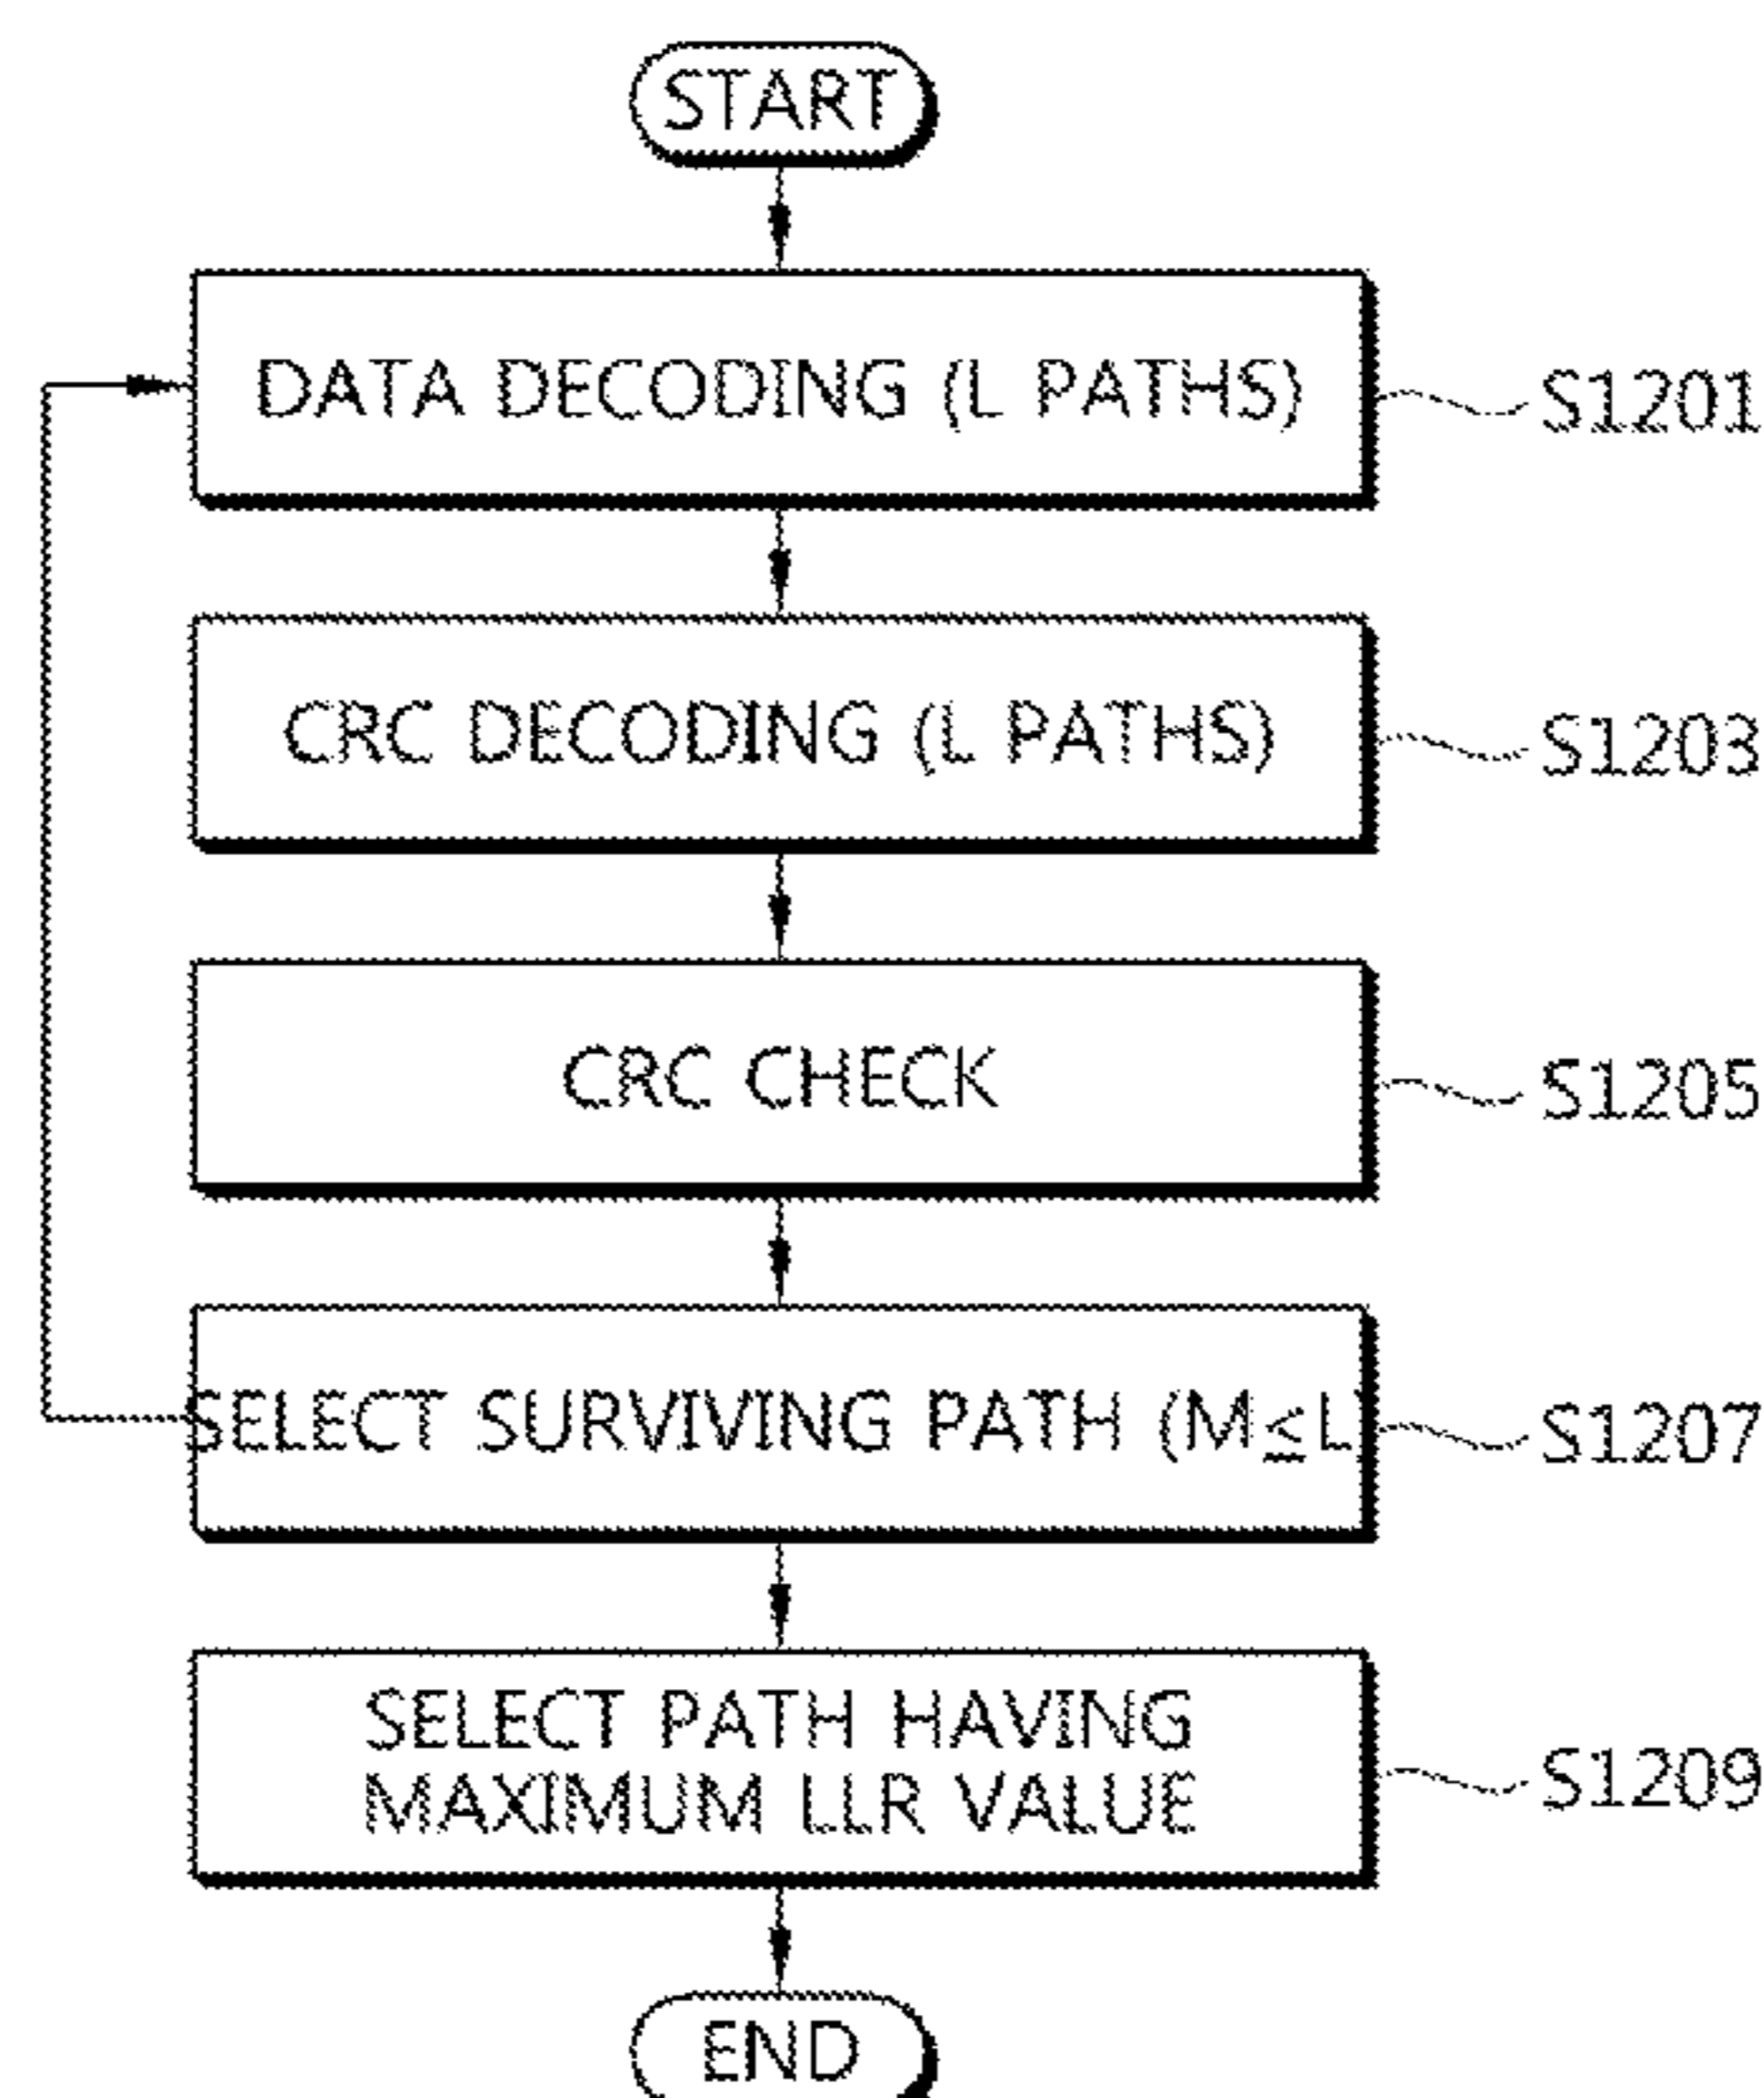 START
DATA DECODING (L PATHS)
S1201
CRC DECODING (L PATHS)
S1203
CRC CHECK
S1205
SELECT SURVIVING PATH (M≤L)
S1207
SELECT PATH HAVING
MAXIMUM LLR VALUE
S1209
END